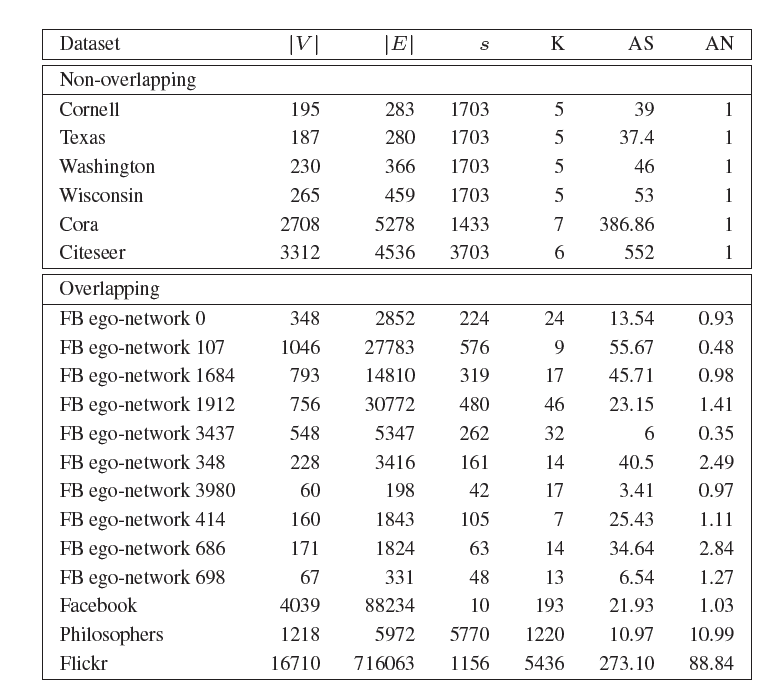 Dataset |V| |E| s K AS AN
Non-overlapping
Cornell 195 283 1703 5 39 1
Texas 187 280 1703 5 37.4 1
Washington 230 366 1703 5 46 1
Wisconsin 265 459 1703 5 53 1
Cora 2708 5278 1433 7 386.86 1
Citeseer 3312 4536 3703 6 552 1
Overlapping
FB ego-network 0 348 2852 224 24 13.54 0.93
FB ego-network 107 1046 27783 576 9 55.67 0.48
FB ego-network 1684 793 14810 319 17 45.71 0.98
FB ego-network 1912 756 30772 480 46 23.15 1.41
FB ego-network 3437 548 5347 262 32 6 0.35
FB ego-network 348 228 3416 161 14 40.5 2.49
FB ego-network 3980 60 198 42 17 3.41 0.97
FB ego-network 414 160 1843 105 7 25.43 1.11
FB ego-network 686 171 1824 63 14 34.64 2.84
FB ego-network 698 67 331 48 13 6.54 1.27
Facebook 4039 88234 10 193 21.93 1.03
Philosophers 1218 5972 5770 1220 10.97 10.99
Flickr 16710 716063 1156 5436 273.10 88.84